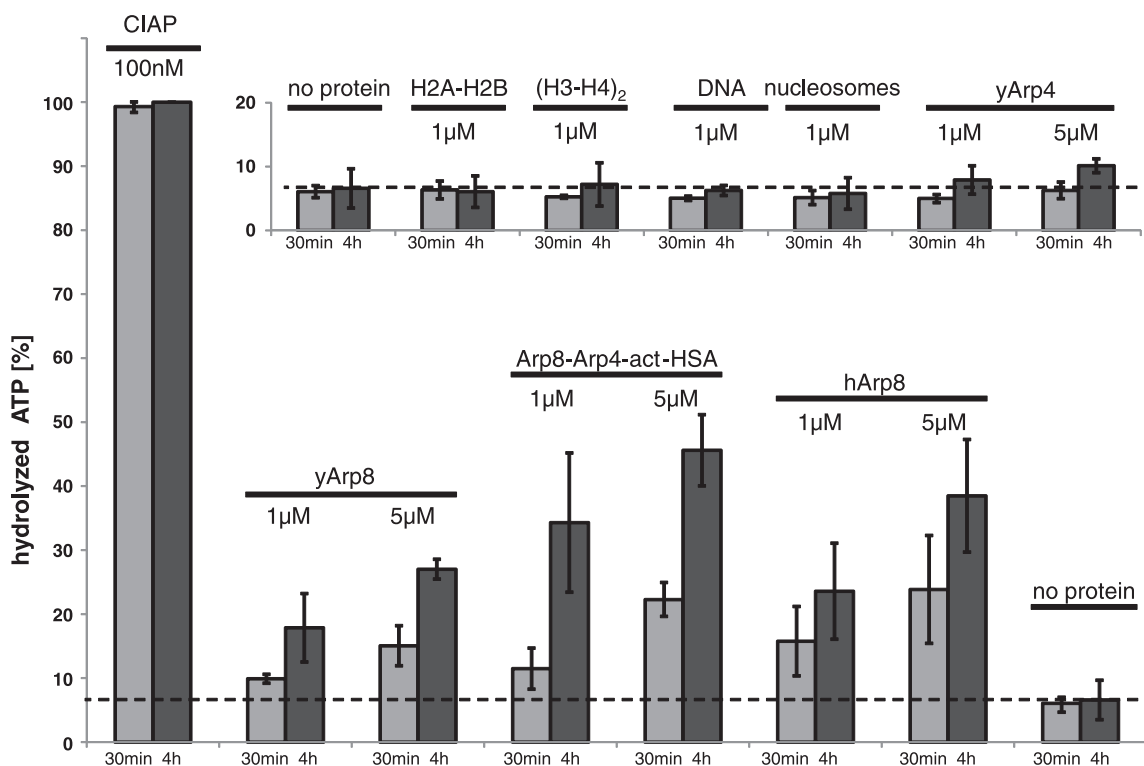 CIAP
100nM
no protein H2A-H2B (H3-H4)2 DNA nucleosomes yArp4
1µM 1µM 1µM 1µM 1µM 5µM
20
10
0
30min 4h 30min 4h 30min 4h 30min 4h 30min 4h 30min 4h 30min 4h
hydrolyzed ATP [%]
100
90
80
70
60
50
40
30
20
10
0
Arp8-Arp4-act-HSA
1µM 5µM
hArp8
1µM 5µM
yArp8
1µM 5µM
no protein
30min 4h 30min 4h 30min 4h 30min 4h 30min 4h 30min 4h 30min 4h 30min 4h